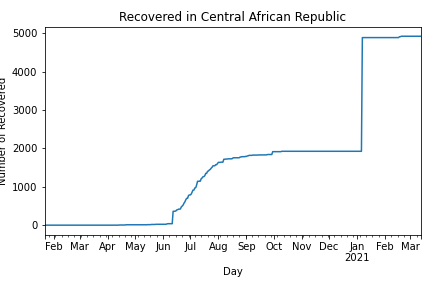 Recovered in Central African Republic
Number of Recovered
5000
4000
3000
2000
1000
0
Feb Mar Apr May Jun Jul Aug Sep Oct Nov Dec Jan Feb Mar
2021
Day